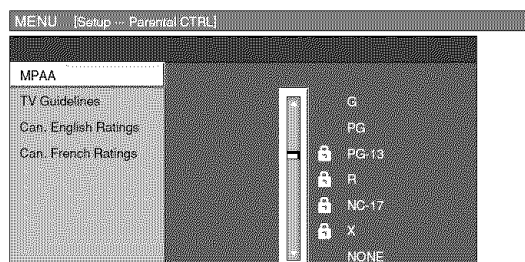 MENU [Setup ··· Parental CTRL]
MPAA
TV Guidelines
Can. English Ratings
Can. French Ratings
G
PG
PG-13
R
NC-17
X
NONE